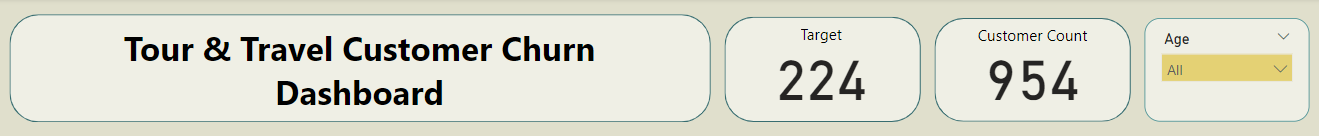 Tour & Travel Customer Churn
Dashboard
Target
224
Customer Count
954
Age
All